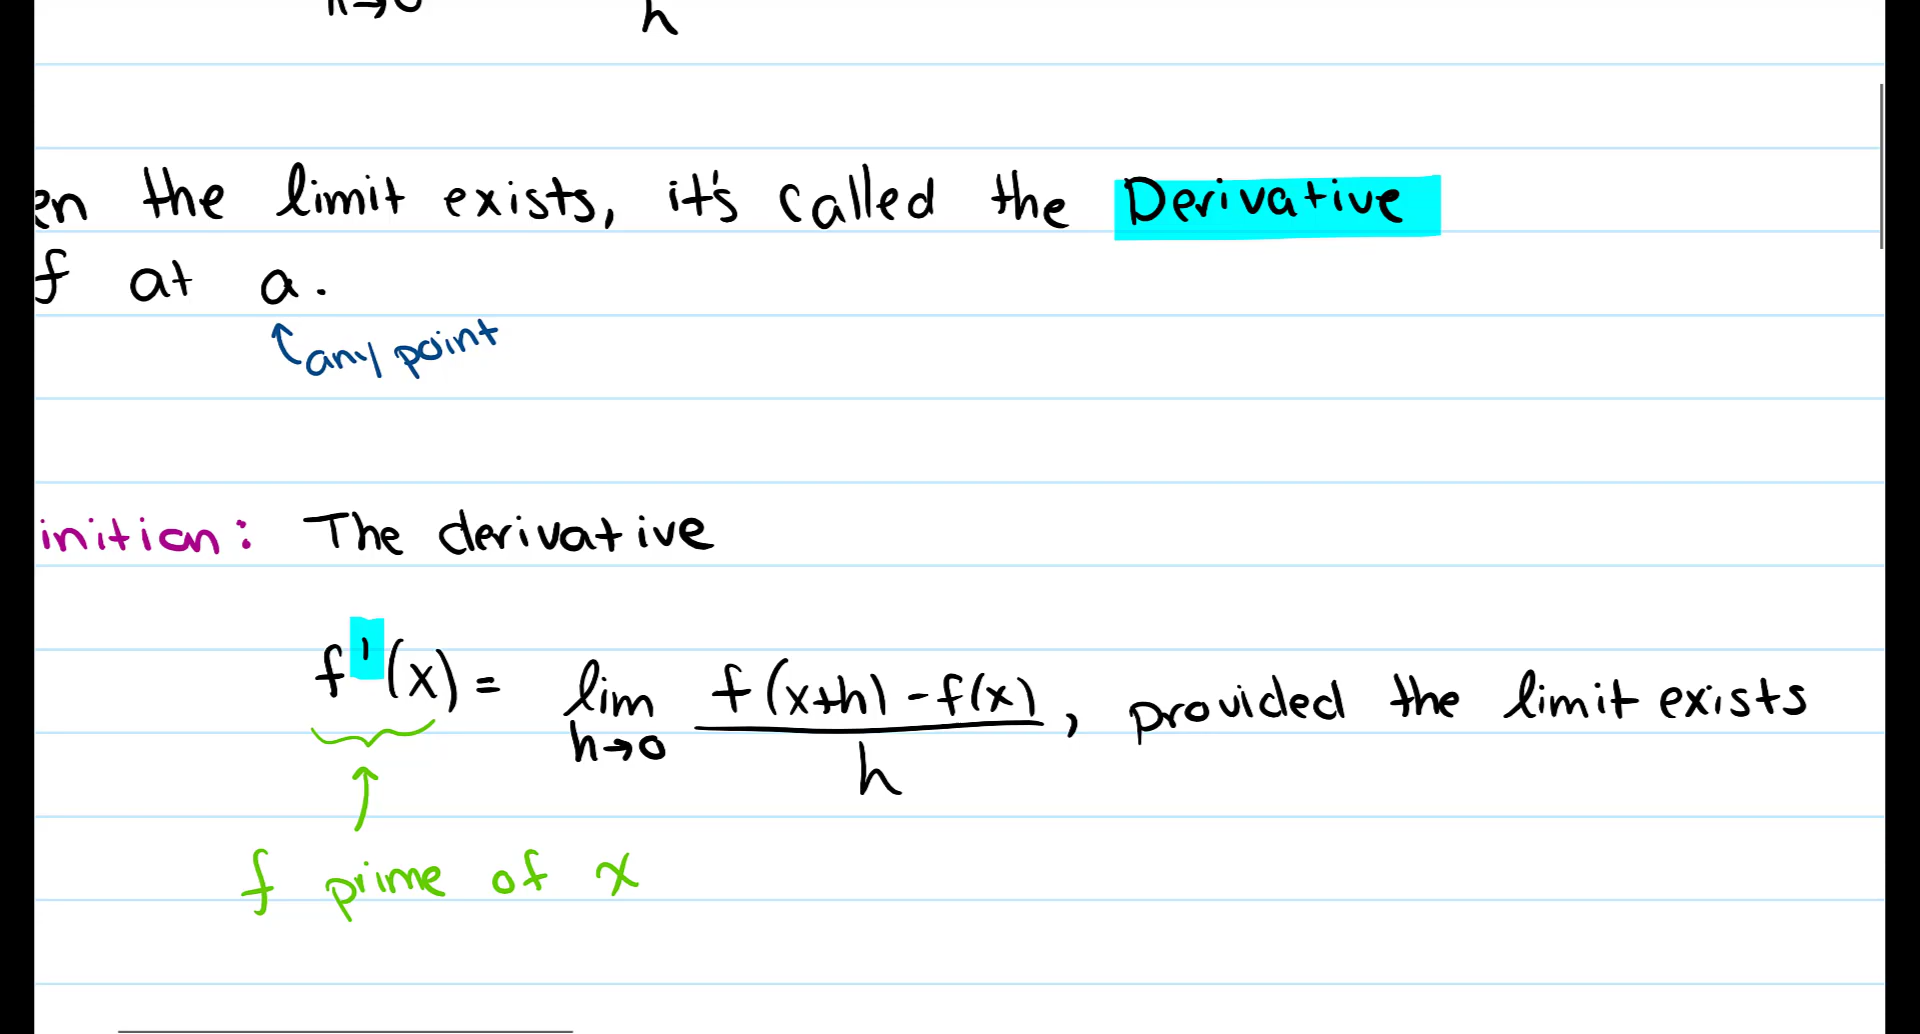 h→0 h
en the limit exists, it's called the Derivative
f at a.
any point
inition: The derivative
f'(x) = lim h→0 f(x+h) - f(x) / h, provided the limit exists
f prime of x